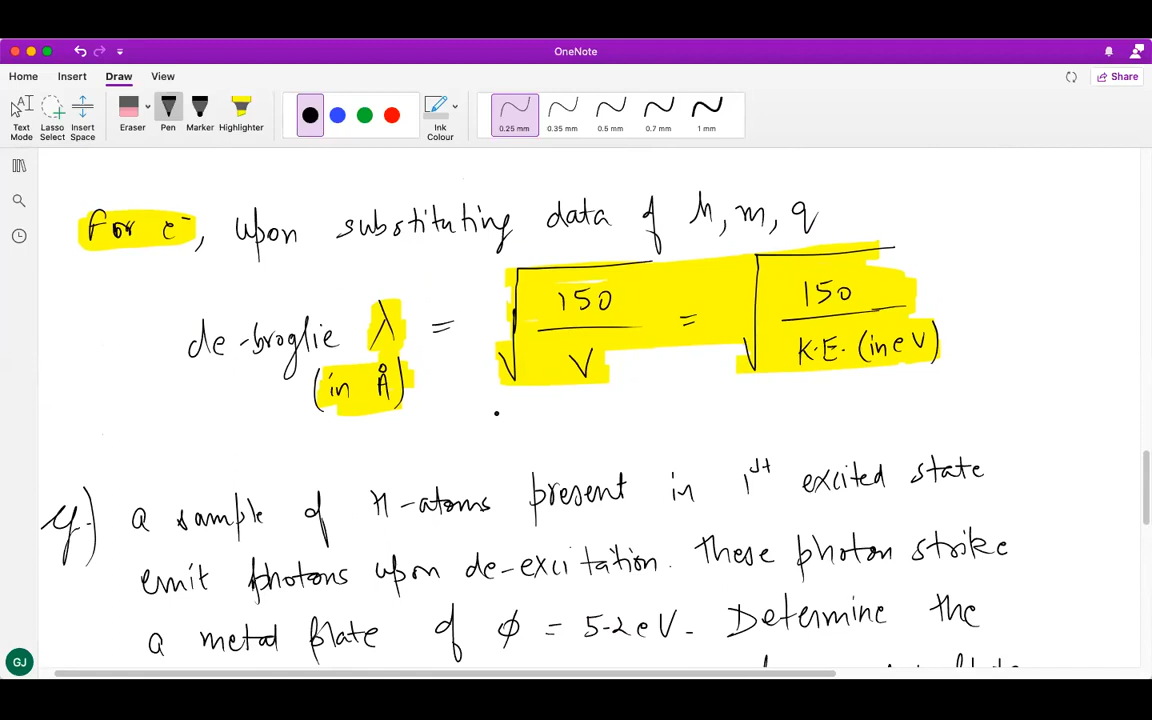 OneNote
Home Insert Draw View
Share
Text Mode
Lasso Select
Insert Space
Eraser
Pen
Marker
Highlighter
Ink Colour
0.25 mm
0.35 mm
0.5 mm
0.7 mm
1 mm
For e⁻, upon substituting data of h, m, q
de-broglie λ = √(150/V) = √(150/K.E. (in eV))
(in Å)
Q.) a sample of H-atoms present in 1st excited state
emit photons upon de-excitation. These photon strike
a metal plate of φ = 5.2 eV. Determine the
GJ